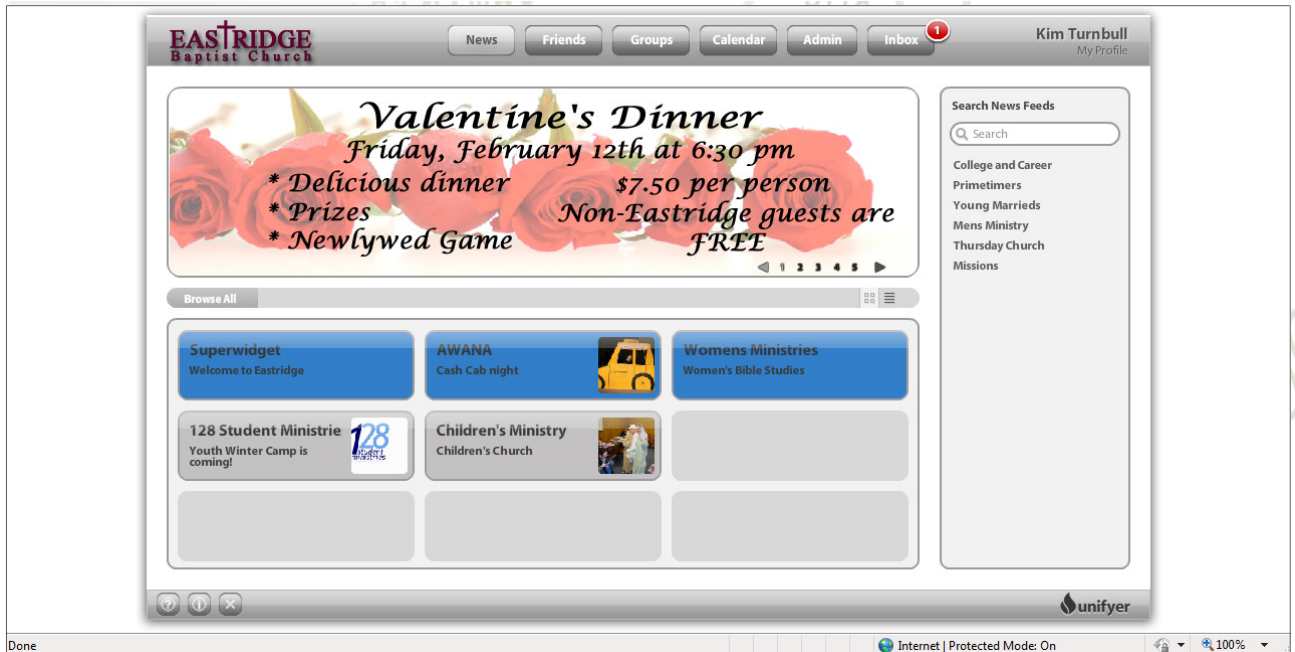 EASTRIDGE
Baptist Church
News
Friends
Groups
Calendar
Admin
Inbox
1
Kim Turnbull
My Profile
Valentine's Dinner
Friday, February 12th at 6:30 pm
* Delicious dinner
$7.50 per person
* Prizes
Non-Eastridge guests are
* Newlywed Game
FREE
1 2 3 4 5
Search News Feeds
Search
College and Career
Primetimers
Young Marrieds
Mens Ministry
Thursday Church
Missions
Browse All
Superwidget
Welcome to Eastridge
AWANA
Cash Cab night
Womens Ministries
Women's Bible Studies
128 Student Ministrie
Youth Winter Camp is
coming!
128
student
ministries
Children's Ministry
Children's Church
unifyer
Done
Internet | Protected Mode: On
100%